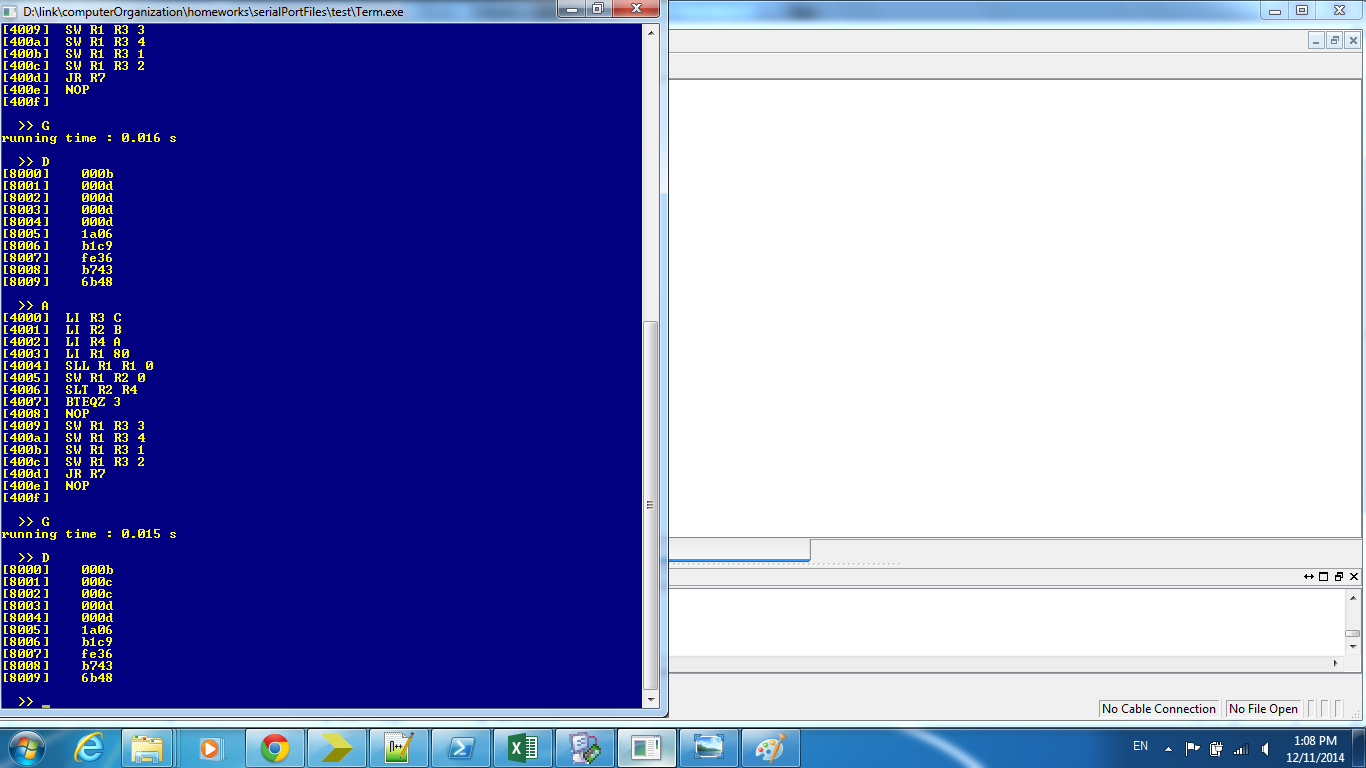 D:\link\computerOrganization\homeworks\serialPortFiles\test\Term.exe
[4009] SW R1 R3 3
[400a] SW R1 R3 4
[400b] SW R1 R3 1
[400c] SW R1 R3 2
[400d] JR R7
[400e] NOP
[400f]
>> G
running time : 0.016 s
>> D
[8000] 000b
[8001] 000d
[8002] 000d
[8003] 000d
[8004] 000d
[8005] 1a06
[8006] b1c9
[8007] fe36
[8008] b743
[8009] 6b48
>> A
[4000] LI R3 C
[4001] LI R2 B
[4002] LI R4 A
[4003] LI R1 80
[4004] SLL R1 R1 0
[4005] SW R1 R2 0
[4006] SLT R2 R4
[4007] BTEQZ 3
[4008] NOP
[4009] SW R1 R3 3
[400a] SW R1 R3 4
[400b] SW R1 R3 1
[400c] SW R1 R3 2
[400d] JR R7
[400e] NOP
[400f]
>> G
running time : 0.015 s
>> D
[8000] 000b
[8001] 000c
[8002] 000c
[8003] 000d
[8004] 000d
[8005] 1a06
[8006] b1c9
[8007] fe36
[8008] b743
[8009] 6b48
>> _
No Cable Connection
No File Open
EN
1:08 PM
12/11/2014